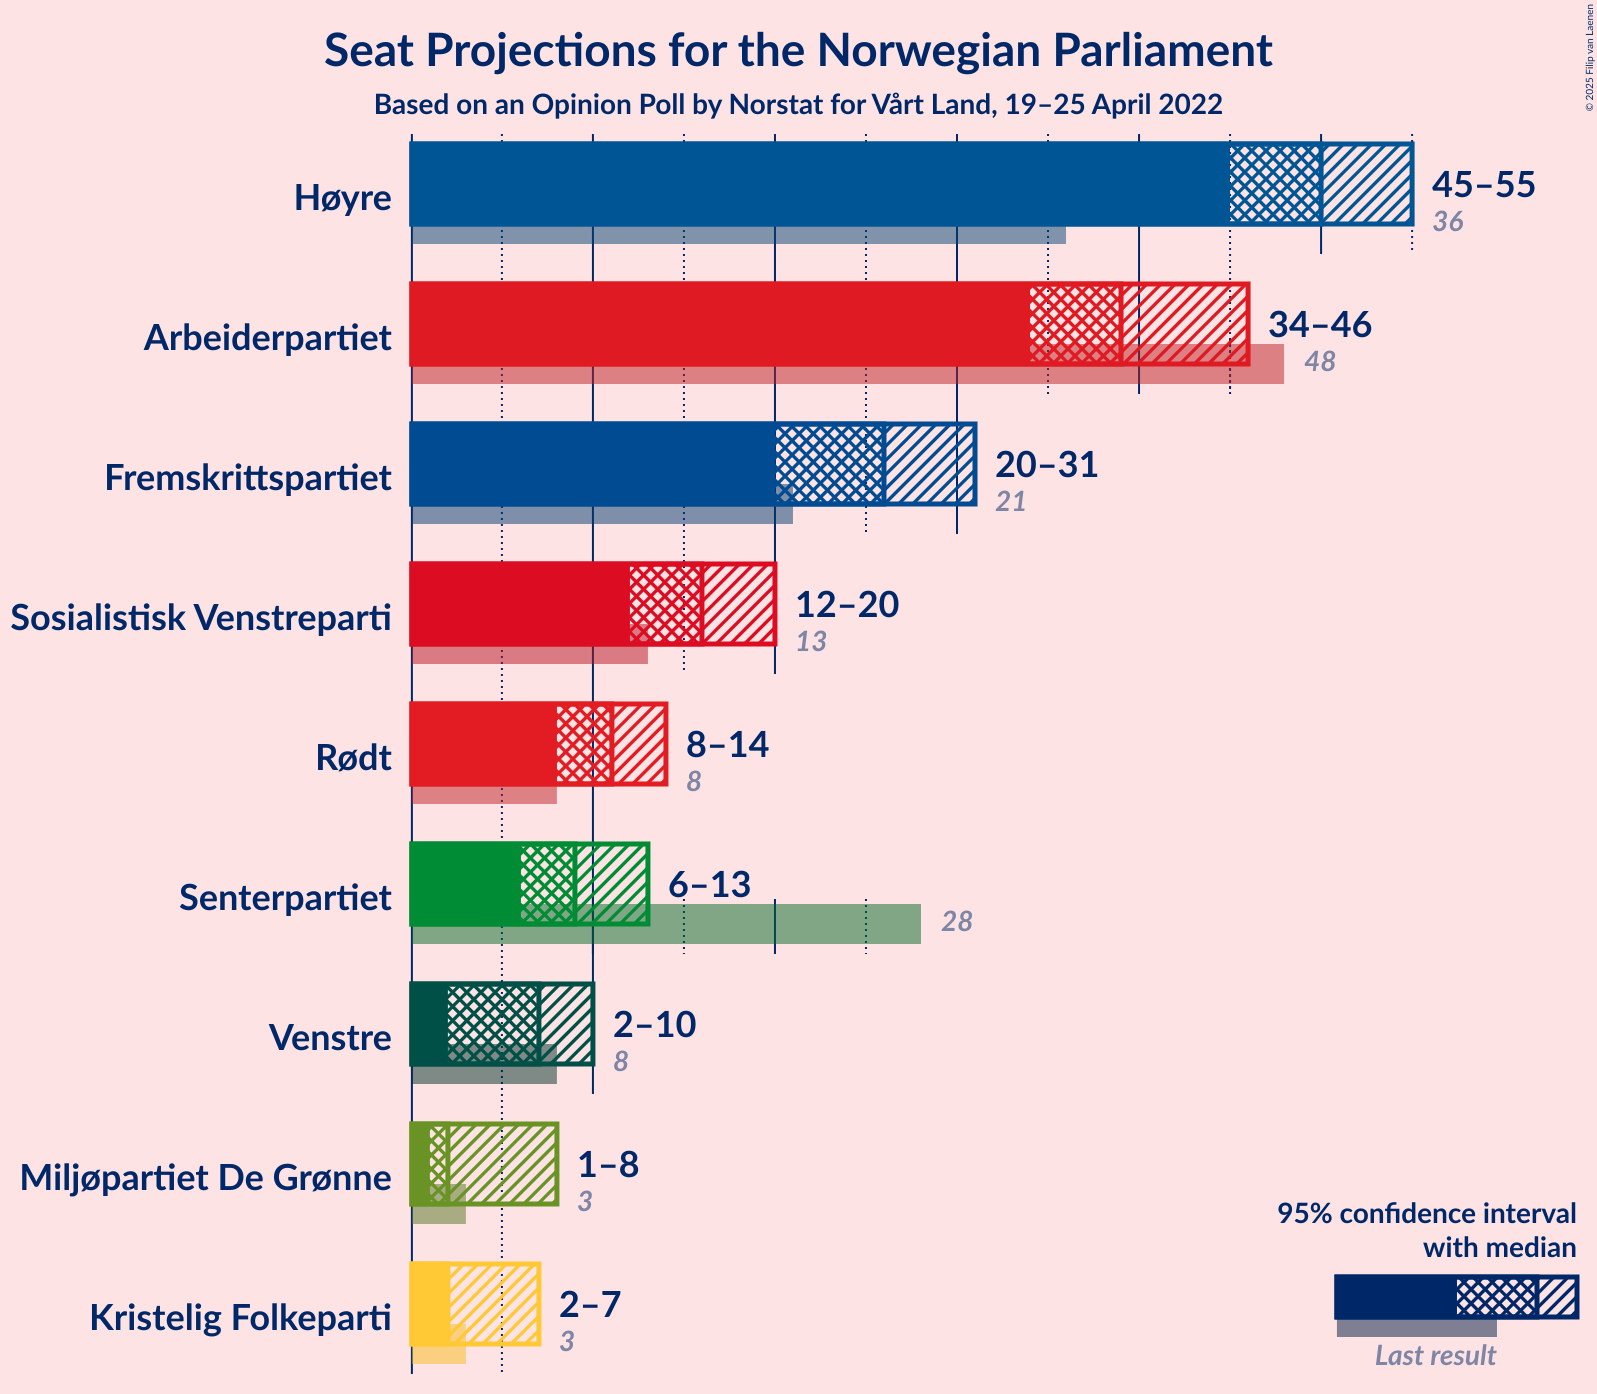 Seat Projections for the Norwegian Parliament
Based on an Opinion Poll by Norstat for Vårt Land, 19–25 April 2022
© 2025 Filip van Laenen
Høyre
45–55
36
Arbeiderpartiet
34–46
48
Fremskrittspartiet
20–31
21
Sosialistisk Venstreparti
12–20
13
Rødt
8–14
8
Senterpartiet
6–13
28
Venstre
2–10
8
Miljøpartiet De Grønne
1–8
3
Kristelig Folkeparti
2–7
3
95% confidence interval
with median
Last result